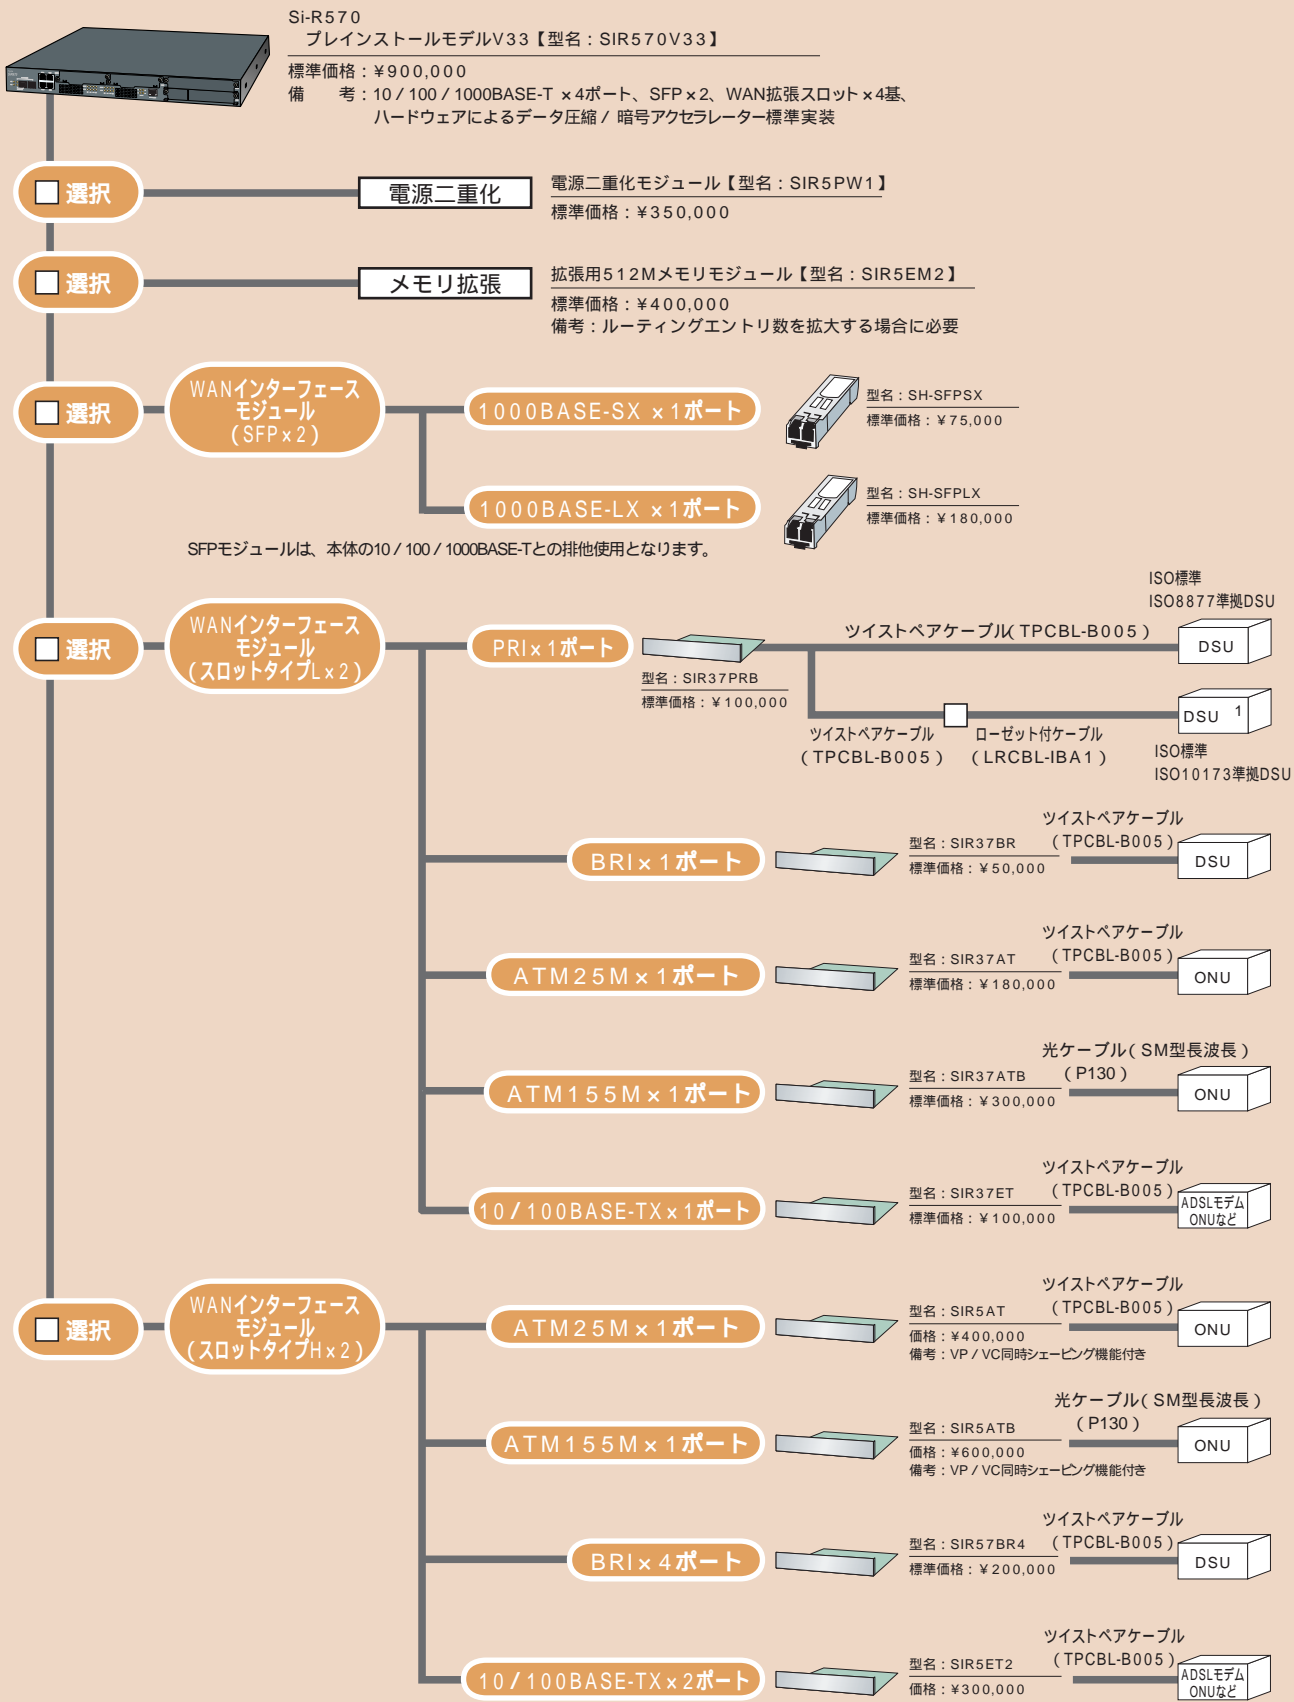 Si-R570
プレインストールモデルV33【型名：SIR570V33】
標準価格：¥900,000
備　考：10／100／1000BASE-T ×4ポート、SFP×2、WAN拡張スロット×4基、
ハードウェアによるデータ圧縮／暗号アクセラレーター標準実装
選択
電源二重化
電源二重化モジュール【型名：SIR5PW1】
標準価格：¥350,000
選択
メモリ拡張
拡張用512Mメモリモジュール【型名：SIR5EM2】
標準価格：¥400,000
備考：ルーティングエントリ数を拡大する場合に必要
選択
WANインターフェース
モジュール
（SFP×2）
1000BASE-SX ×1ポート
型名：SH-SFPSX
標準価格：¥75,000
1000BASE-LX ×1ポート
型名：SH-SFPLX
標準価格：¥180,000
SFPモジュールは、本体の10／100／1000BASE-Tとの排他使用となります。
選択
WANインターフェース
モジュール
（スロットタイプL×2）
PRI×1ポート
型名：SIR37PRB
標準価格：¥100,000
ツイストペアケーブル（TPCBL-B005）
ISO標準
ISO8877準拠DSU
DSU
ツイストペアケーブル
（TPCBL-B005）
ローゼット付ケーブル
（LRCBL-IBA1）
DSU 1
ISO標準
ISO10173準拠DSU
BRI×1ポート
型名：SIR37BR
標準価格：¥50,000
ツイストペアケーブル
（TPCBL-B005）
DSU
ATM25M×1ポート
型名：SIR37AT
標準価格：¥180,000
ツイストペアケーブル
（TPCBL-B005）
ONU
ATM155M×1ポート
型名：SIR37ATB
標準価格：¥300,000
光ケーブル（SM型長波長）
（P130）
ONU
10/100BASE-TX×1ポート
型名：SIR37ET
標準価格：¥100,000
ツイストペアケーブル
（TPCBL-B005）
ADSLモデム
ONUなど
選択
WANインターフェース
モジュール
（スロットタイプH×2）
ATM25M×1ポート
型名：SIR5AT
価格：¥400,000
備考：VP／VC同時シェーピング機能付き
ツイストペアケーブル
（TPCBL-B005）
ONU
ATM155M×1ポート
型名：SIR5ATB
価格：¥600,000
備考：VP／VC同時シェーピング機能付き
光ケーブル（SM型長波長）
（P130）
ONU
BRI×4ポート
型名：SIR57BR4
標準価格：¥200,000
ツイストペアケーブル
（TPCBL-B005）
DSU
10/100BASE-TX×2ポート
型名：SIR5ET2
価格：¥300,000
ツイストペアケーブル
（TPCBL-B005）
ADSLモデム
ONUなど